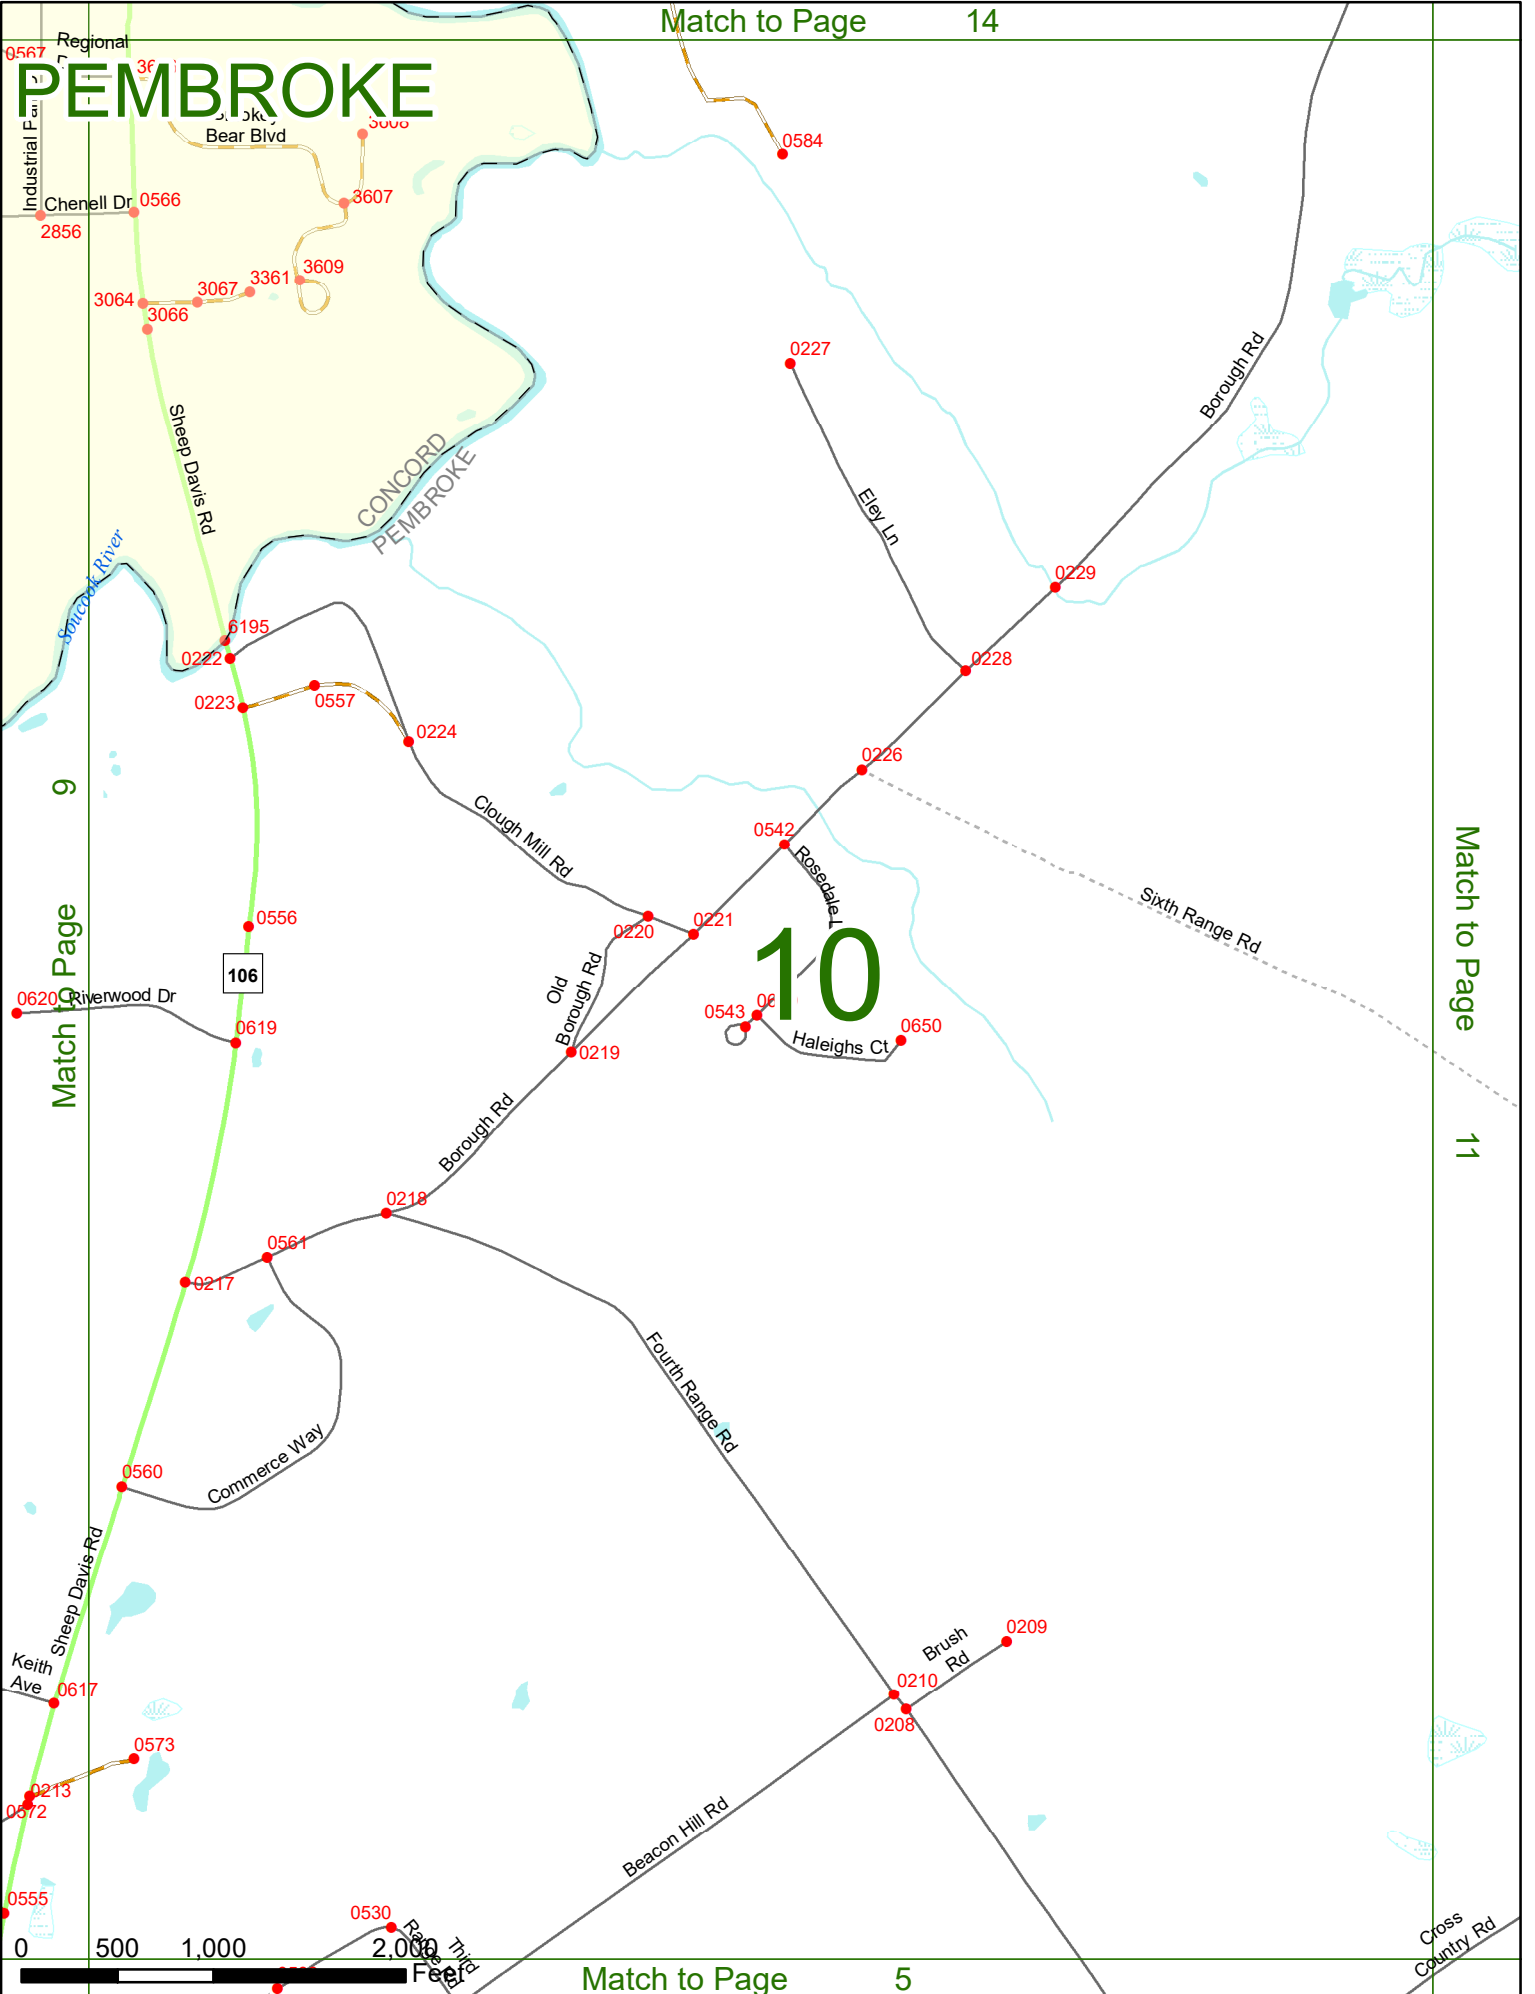 Match to Page 14
Regional
0567
PEMBROKE
Bear Blvd
3608
0584
Industrial
Chenell Dr
0566
3607
2856
3609
3361
3067
3064
3066
0227
Borough Rd
Sheep Davis Rd
CONCORD
PEMBROKE
Eley Ln
Soucook River
0229
6195
0222
0228
0557
0223
0224
0226
Match to Page 9
Clough Mill Rd
0542
Rosedale L
Match to Page 11
Sixth Range Rd
0556
0220
0221
106
10
Old
Borough Rd
0620
Riverwood Dr
0543
0619
0650
Haleighs Ct
0219
Borough Rd
0218
0561
0217
Fourth Range Rd
Commerce Way
0560
Sheep Davis Rd
Brush
Rd
0209
Keith
Ave
0617
0210
0208
0573
0213
0572
Beacon Hill Rd
0555
0530
Third
Range Rd
Cross
Country Rd
0 500 1,000 2,000
Feet
Match to Page 5